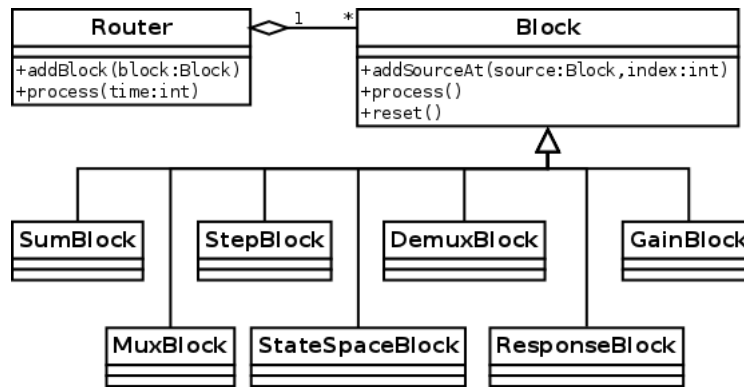 Router
1
*
Block
+addBlock(block:Block)
+process(time:int)
+addSourceAt(source:Block,index:int)
+process()
+reset()
SumBlock
StepBlock
DemuxBlock
GainBlock
MuxBlock
StateSpaceBlock
ResponseBlock